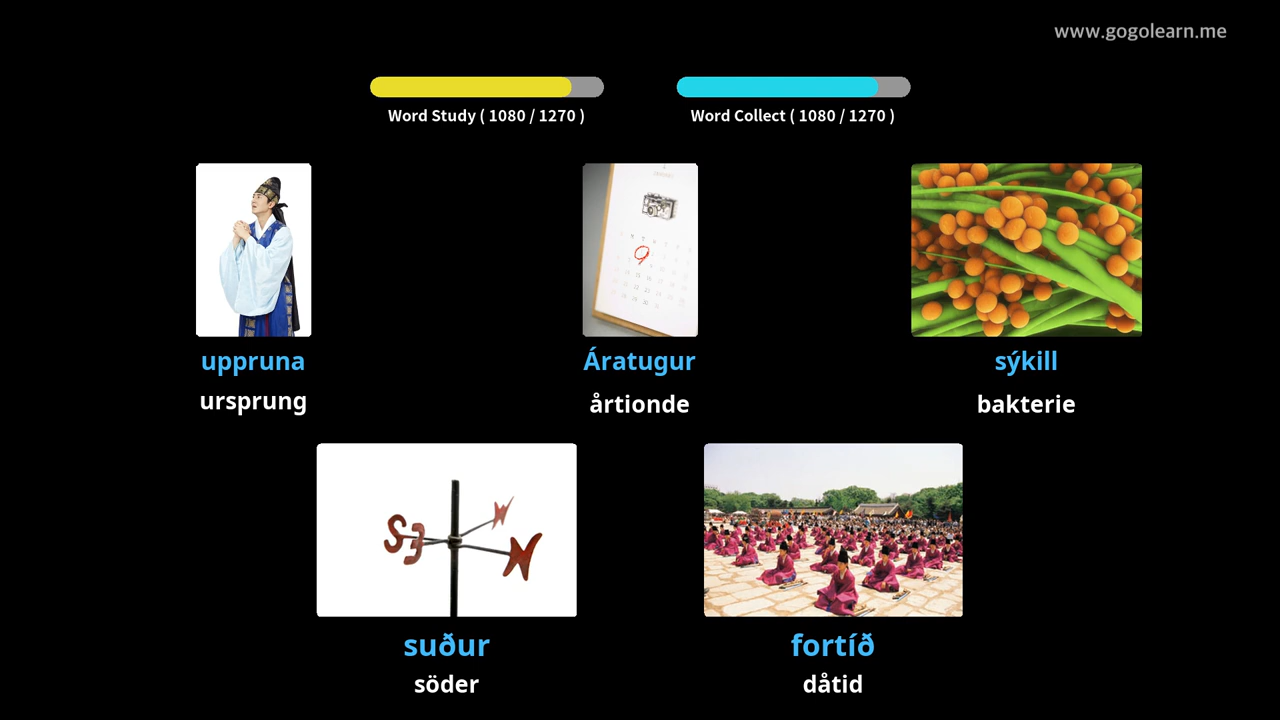 www.gogolearn.me
Word Study ( 1080 / 1270 )
Word Collect ( 1080 / 1270 )
uppruna
ursprung
Áratugur
årtionde
sýkill
bakterie
suður
söder
fortíð
dåtid